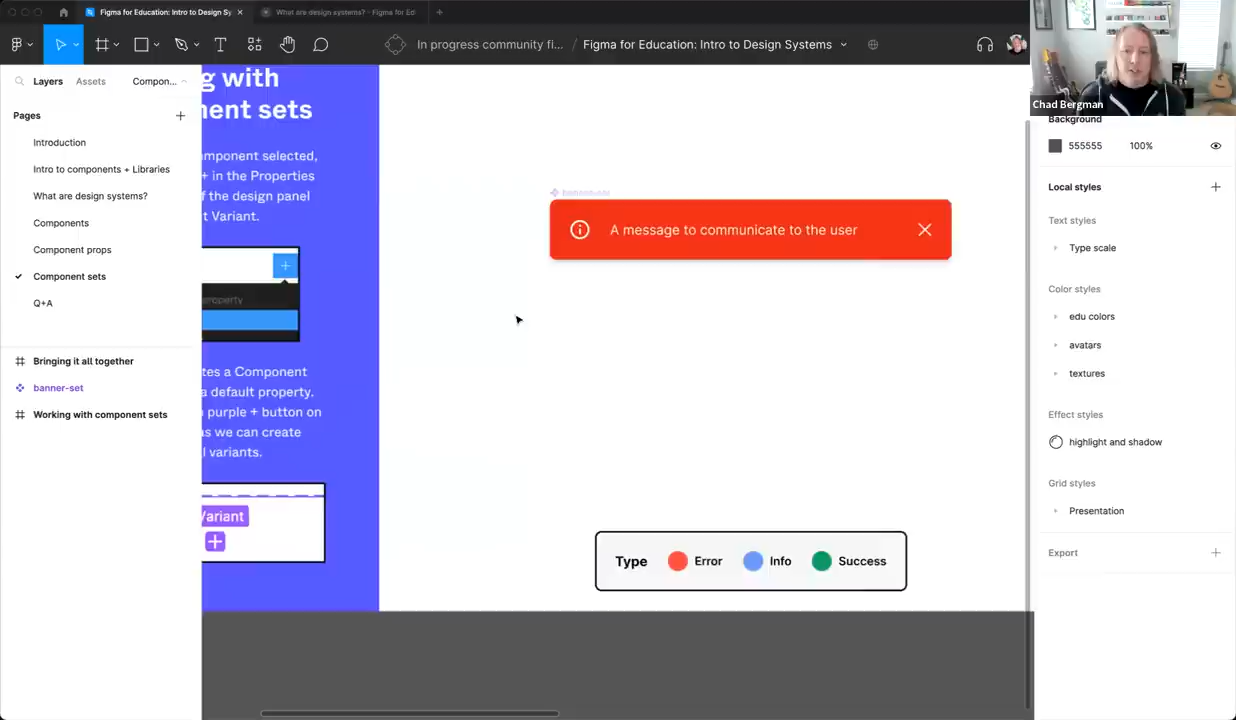 Figma for Education: Intro to Design Sy
What are design systems? - Figma for Ed
T
In progress community fi...
/
Figma for Education: Intro to Design Systems
Chad Bergman
Layers
Assets
Compon...
Pages
Introduction
Intro to components + Libraries
What are design systems?
Components
Component props
Component sets
Q+A
Bringing it all together
banner-set
Working with component sets
g with
nent sets
mponent selected,
+ in the Properties
f the design panel
t Variant.
roperty
tes a Component
a default property.
purple + button on
us we can create
l variants.
Variant
A message to communicate to the user
Type
Error
Info
Success
Background
555555
100%
Local styles
Text styles
Type scale
Color styles
edu colors
avatars
textures
Effect styles
highlight and shadow
Grid styles
Presentation
Export